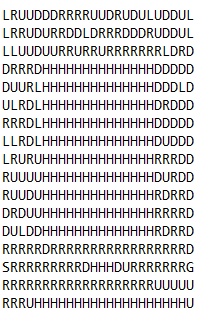 LRUUDDDRRRRUUDRUDULUDDUL
LRRUDURRDDLDRRRDDDRUDDUL
LLUUDUURRURRURRRRRRRLDRD
DRRRDHHHHHHHHHHHHHHDDDDD
DUURLHHHHHHHHHHHHHHDDDLD
ULRDLHHHHHHHHHHHHHHDRDDD
RRRDLHHHHHHHHHHHHHHDDDDD
LLRDLHHHHHHHHHHHHHHDUDDD
LRURUHHHHHHHHHHHHHHRRRDD
RUUUUHHHHHHHHHHHHHHDURDD
RUUDUHHHHHHHHHHHHHHRDRRD
DRDUUHHHHHHHHHHHHHHRRRRD
DULDDHHHHHHHHHHHHHHRDRRD
RRRRRDRRRRRRRRRRRRRRRRRD
SRRRRRRRRRDHHHDURRRRRRRG
RRRRRRRRRRRRRRRRRRRUUUUU
RRRUHHHHHHHHHHHHHHHHHHHU